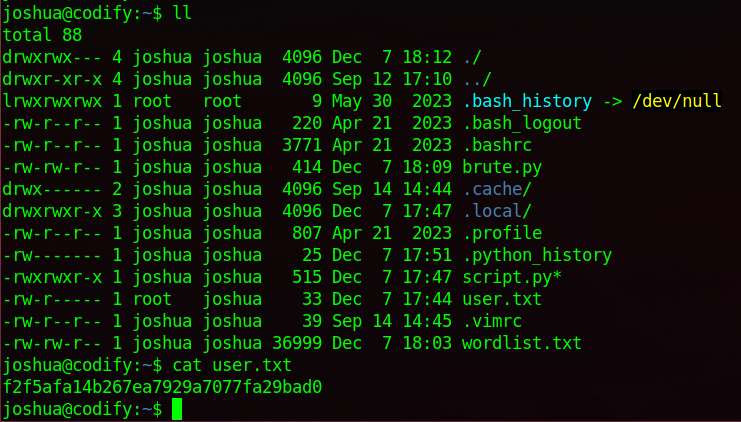 joshua@codify:~$ ll
total 88
drwxrwx--- 4 joshua joshua  4096 Dec  7 18:12 ./
drwxr-xr-x 4 joshua joshua  4096 Sep 12 17:10 ../
lrwxrwxrwx 1 root   root       9 May 30  2023 .bash_history -> /dev/null
-rw-r--r-- 1 joshua joshua   220 Apr 21  2023 .bash_logout
-rw-r--r-- 1 joshua joshua  3771 Apr 21  2023 .bashrc
-rw-rw-r-- 1 joshua joshua   414 Dec  7 18:09 brute.py
drwx------ 2 joshua joshua  4096 Sep 14 14:44 .cache/
drwxrwxr-x 3 joshua joshua  4096 Dec  7 17:47 .local/
-rw-r--r-- 1 joshua joshua   807 Apr 21  2023 .profile
-rw------- 1 joshua joshua    25 Dec  7 17:51 .python_history
-rwxrwxr-x 1 joshua joshua   515 Dec  7 17:47 script.py*
-rw-r----- 1 root   joshua    33 Dec  7 17:44 user.txt
-rw-r--r-- 1 joshua joshua    39 Sep 14 14:45 .vimrc
-rw-rw-r-- 1 joshua joshua 36999 Dec  7 18:03 wordlist.txt
joshua@codify:~$ cat user.txt
f2f5afa14b267ea7929a7077fa29bad0
joshua@codify:~$